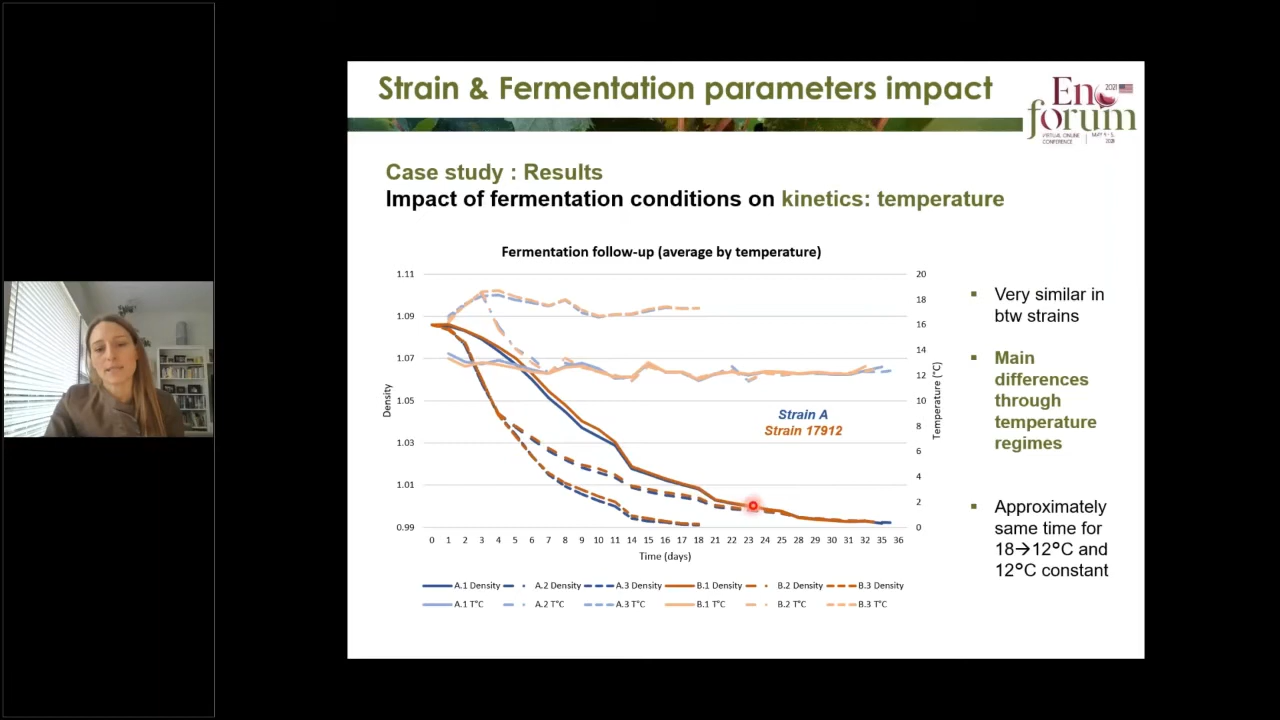 Strain & Fermentation parameters impact
2021
Eno
forum
VIRTUAL ONLINE
CONFERENCE
2021
Case study : Results
Impact of fermentation conditions on kinetics: temperature
Fermentation follow-up (average by temperature)
1.11
1.09
1.07
1.05
1.03
1.01
0.99
Density
20
18
16
14
12
10
8
6
4
2
0
Temperature (°C)
Strain A
Strain 17912
0 1 2 3 4 5 6 7 8 9 10 11 14 15 16 17 18 21 22 23 24 25 28 29 30 31 32 35 36
Time (days)
A.1 Density A.2 Density A.3 Density B.1 Density B.2 Density B.3 Density
A.1 T°C A.2 T°C A.3 T°C B.1 T°C B.2 T°C B.3 T°C
▪ Very similar in
btw strains
▪ Main
differences
through
temperature
regimes
▪ Approximately
same time for
18→12°C and
12°C constant